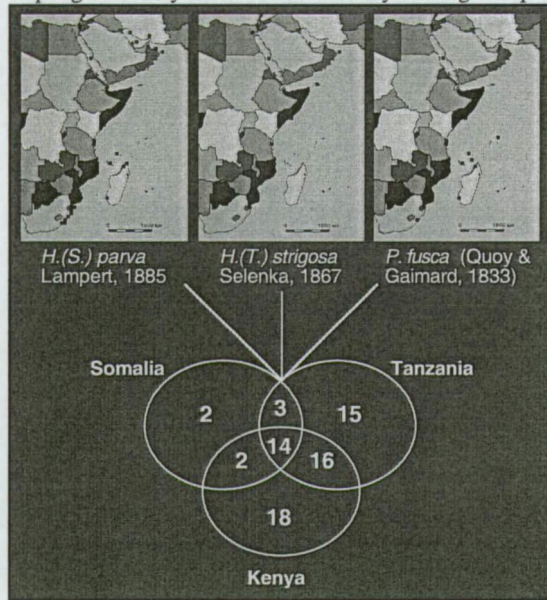 H.(S.) parva
Lampert, 1885
H.(T.) strigosa
Selenka, 1867
P. fusca (Quoy &
Gaimard, 1833)
Somalia
Tanzania
2
3
15
14
2
16
18
Kenya